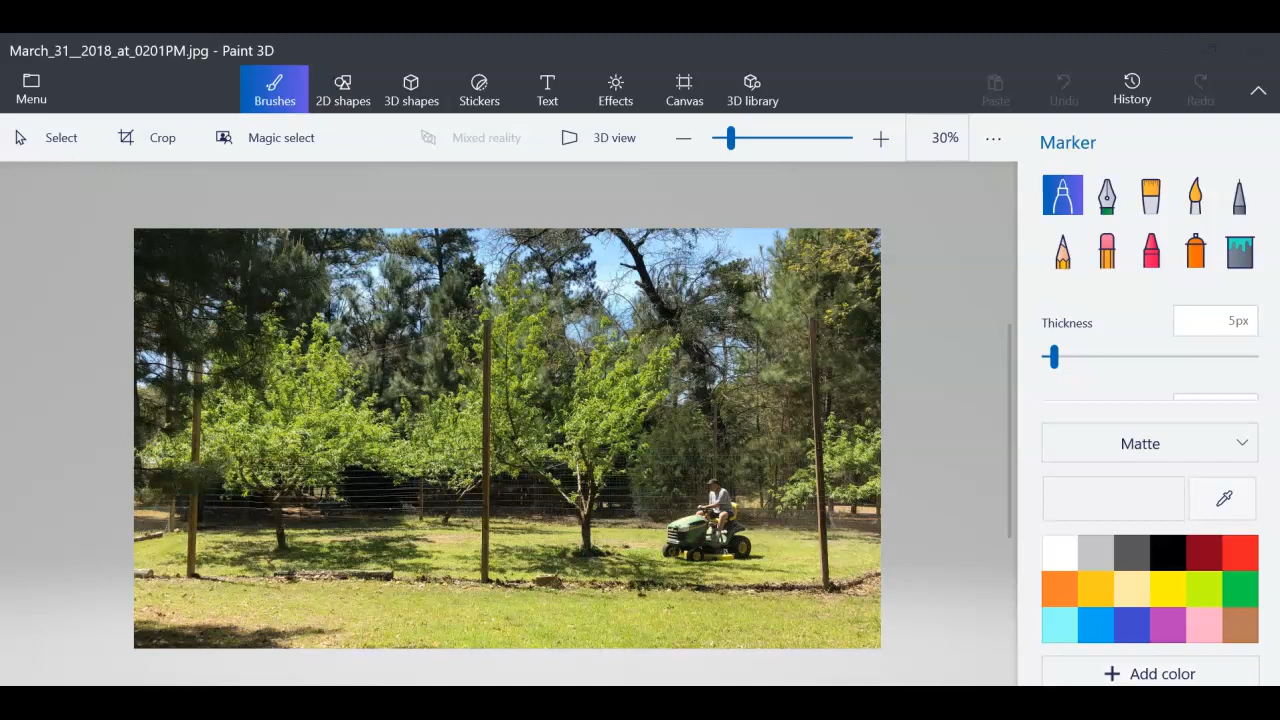 March_31__2018_at_0201PM.jpg - Paint 3D
Menu
Brushes
2D shapes
3D shapes
Stickers
Text
Effects
Canvas
3D library
Paste
Undo
History
Redo
Select
Crop
Magic select
Mixed reality
3D view
30%
Marker
Thickness
5px
Matte
Add color